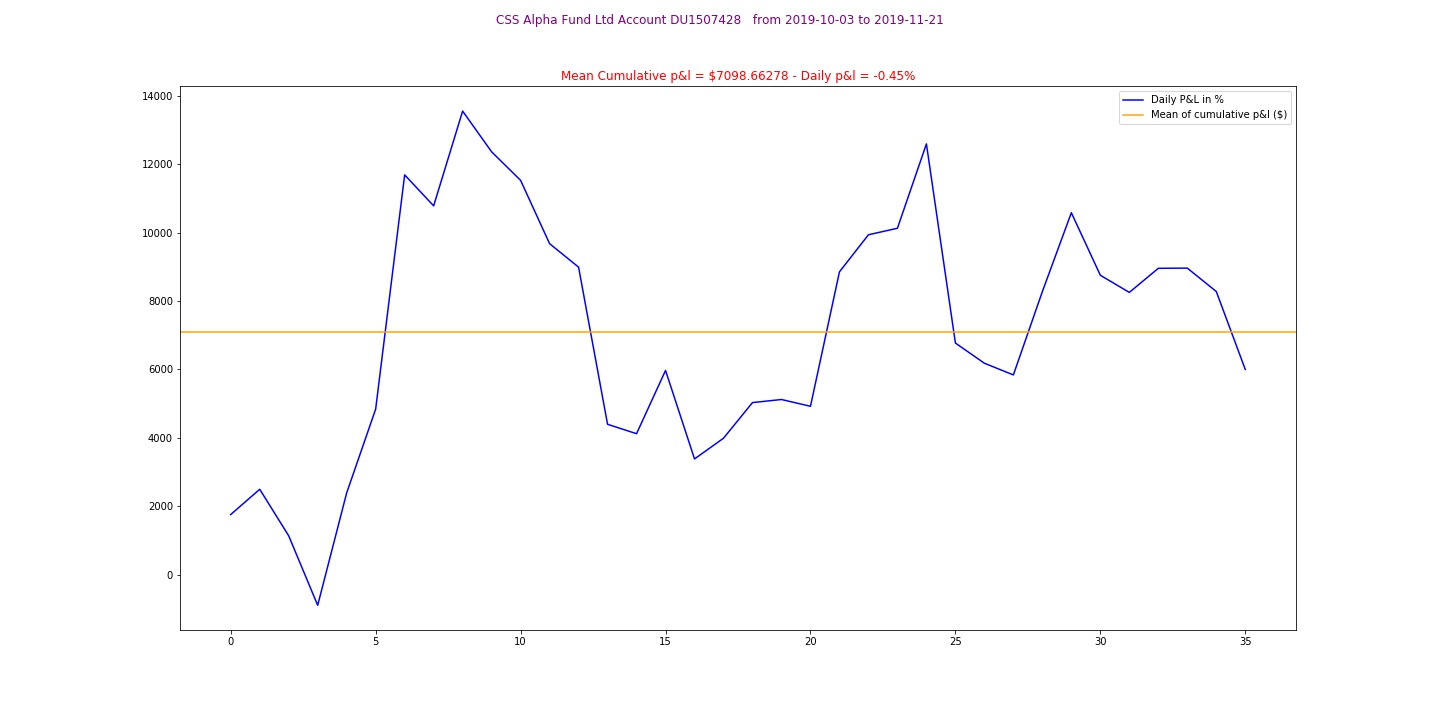 CSS Alpha Fund Ltd Account DU1507428   from 2019-10-03 to 2019-11-21
Mean Cumulative p&l = $7098.66278 - Daily p&l = -0.45%
Daily P&L in %
Mean of cumulative p&l ($)
14000
12000
10000
8000
6000
4000
2000
0
0 5 10 15 20 25 30 35